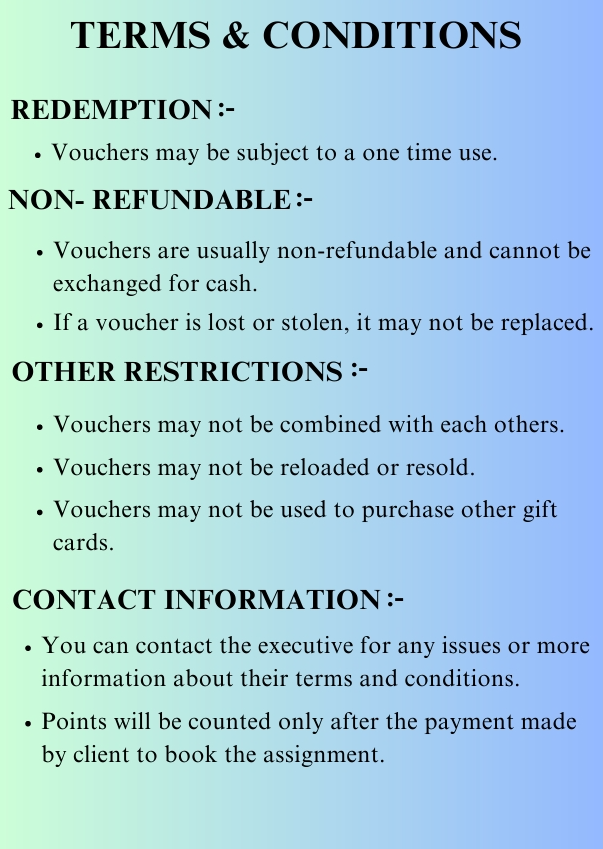 TERMS & CONDITIONS
REDEMPTION :-
• Vouchers may be subject to a one time use.
NON- REFUNDABLE :-
• Vouchers are usually non-refundable and cannot be
exchanged for cash.
• If a voucher is lost or stolen, it may not be replaced.
OTHER RESTRICTIONS :-
• Vouchers may not be combined with each others.
• Vouchers may not be reloaded or resold.
• Vouchers may not be used to purchase other gift
cards.
CONTACT INFORMATION :-
• You can contact the executive for any issues or more
information about their terms and conditions.
• Points will be counted only after the payment made
by client to book the assignment.